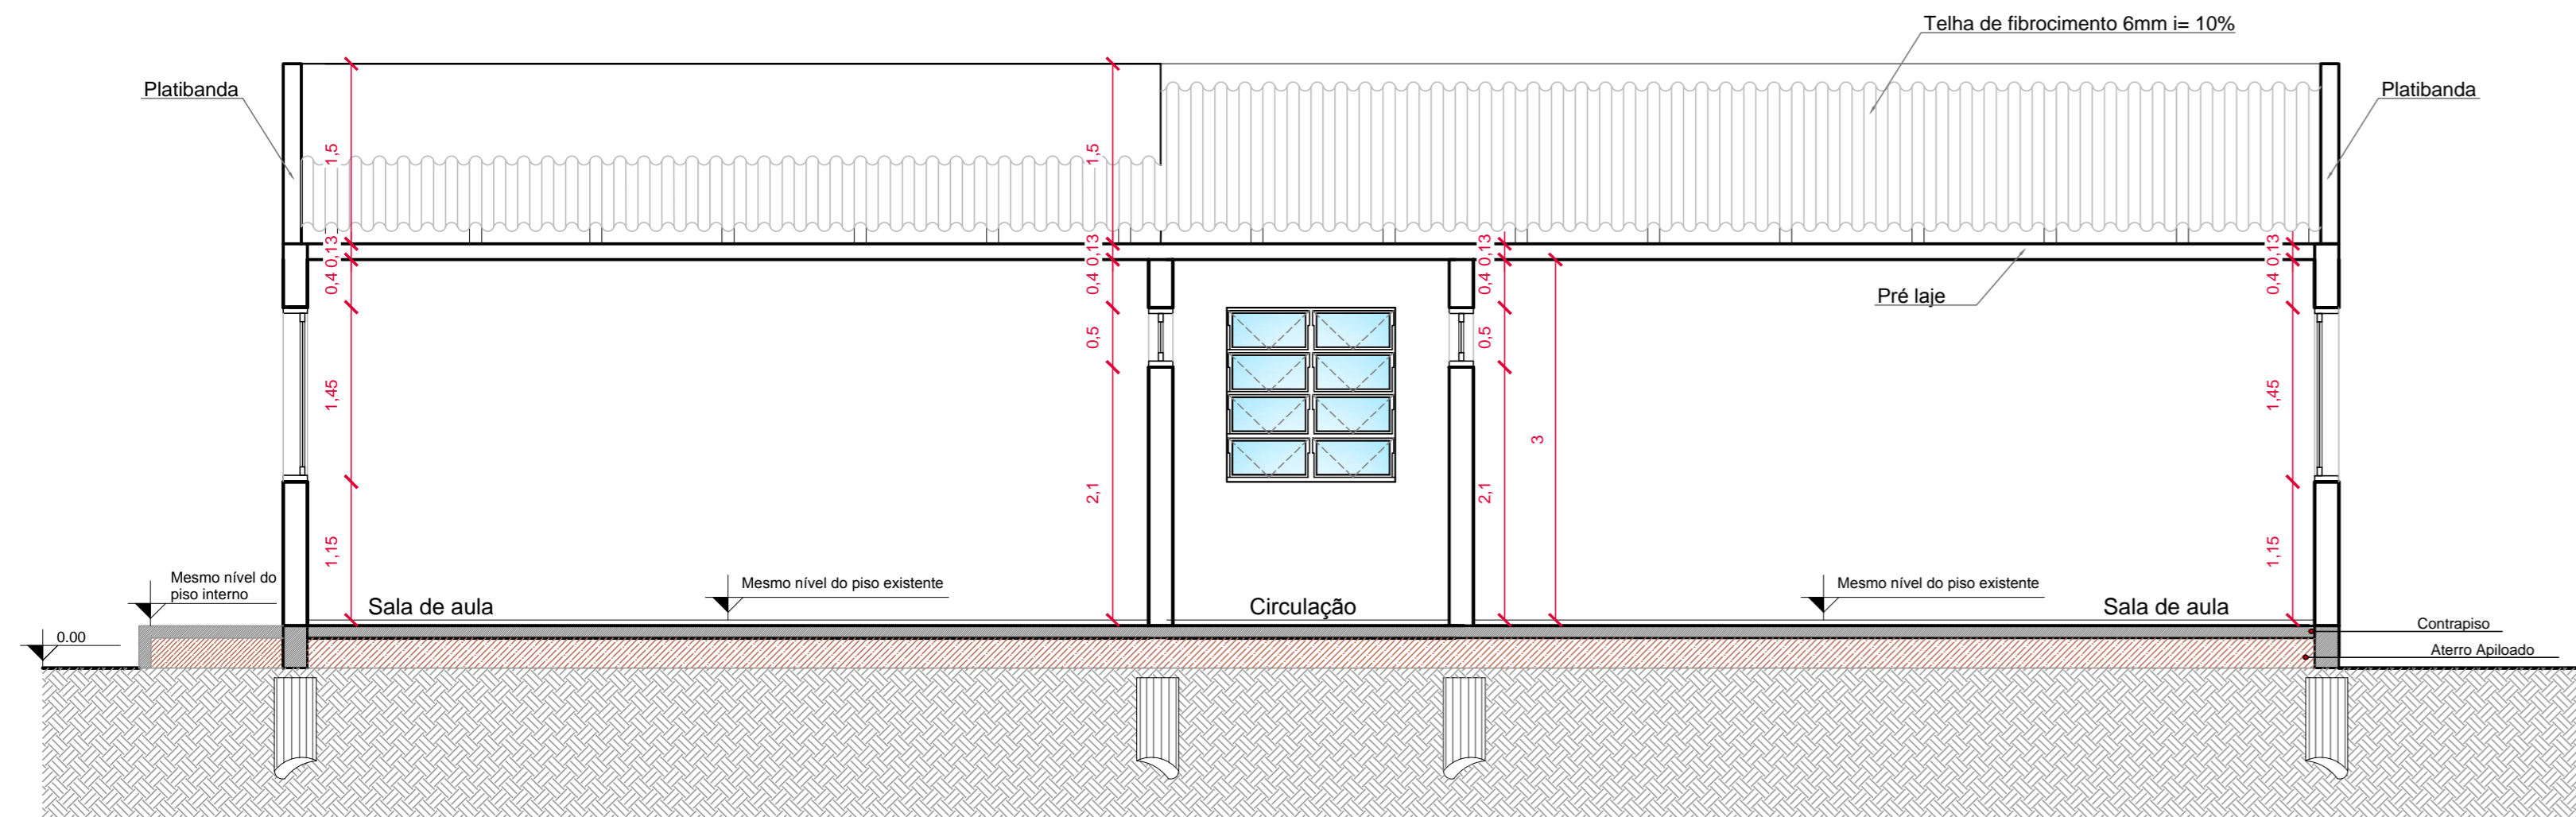 Telha de fibrocimento 6mm i= 10%
Platibanda
Platibanda
1,5
1,5
0,13
0,13
0,13
0,13
0,4
0,4
0,4
0,4
Pré laje
0,5
0,5
1,45
1,45
3
2,1
2,1
1,15
1,15
Mesmo nível do
piso interno
Mesmo nível do piso existente
Mesmo nível do piso existente
Sala de aula
Circulação
Sala de aula
0.00
Contrapiso
Aterro Apiloado